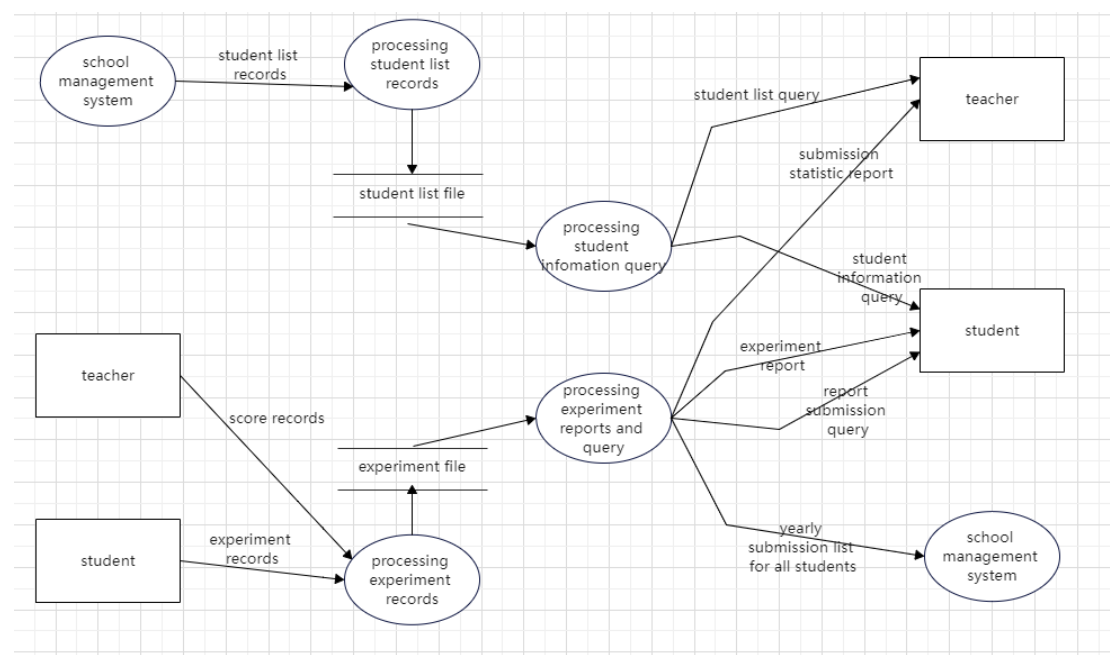 school
management
system
student list
records
processing
student list
records
student list file
student list query
teacher
submission
statistic report
processing
student
infomation query
student
information
query
student
teacher
score records
experiment
report
report
submission
query
processing
experiment
reports and
query
experiment file
student
experiment
records
processing
experiment
records
yearly
submission list
for all students
school
management
system